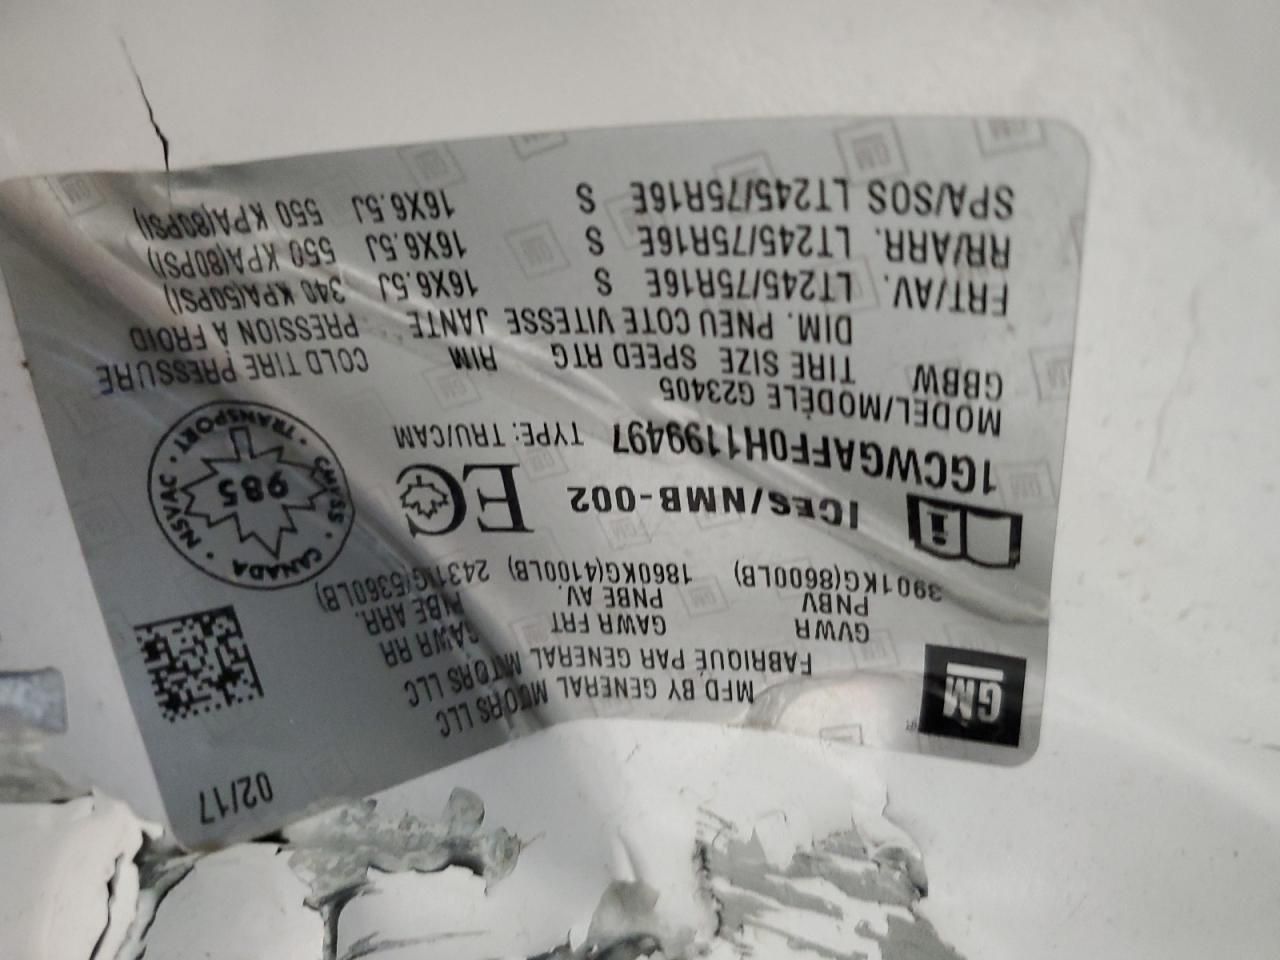 02/17
GM
MFD BY GENERAL MOTORS LLC
FABRIQUÉ PAR GENERAL MOTORS LLC
GVWR GAWR FRT GAWR RR
PNBV PNBE AV. PNBE ARR.
3901KG(8600LB) 1860KG(4100LB) 2431KG(5360LB)
ICES/NMB-002 EC
CANADA · TRANSPORT · NSVAC · CMVSS
985
1GCWGAFF0H1199497 TYPE: TRU/CAM
MODEL/MODÈLE G23405
GBBW TIRE SIZE SPEED RTG RIM COLD TIRE PRESSURE
DIM. PNEU COTE VITESSE JANTE PRESSION A FROID
FRT/AV. LT245/75R16E S 16X6.5J 340 KPA(50PSI)
RR/ARR. LT245/75R16E S 16X6.5J 550 KPA(80PSI)
SPA/SOS LT245/75R16E S 16X6.5J 550 KPA(80PSI)